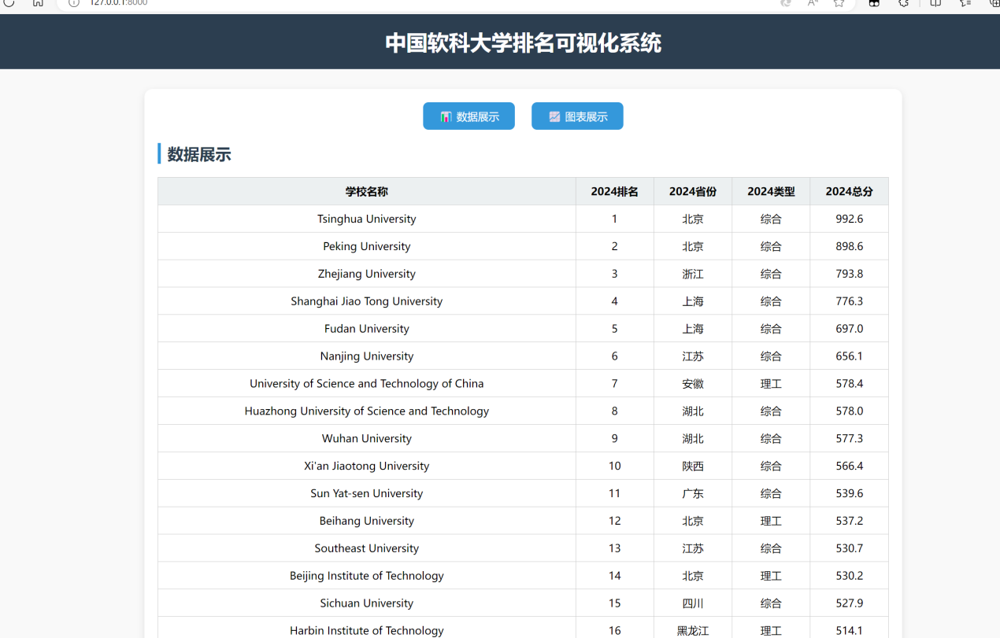 127.0.0.1:8000
中国软科大学排名可视化系统
数据展示 图表展示
数据展示
学校名称 2024排名 2024省份 2024类型 2024总分
Tsinghua University 1 北京 综合 992.6
Peking University 2 北京 综合 898.6
Zhejiang University 3 浙江 综合 793.8
Shanghai Jiao Tong University 4 上海 综合 776.3
Fudan University 5 上海 综合 697.0
Nanjing University 6 江苏 综合 656.1
University of Science and Technology of China 7 安徽 理工 578.4
Huazhong University of Science and Technology 8 湖北 综合 578.0
Wuhan University 9 湖北 综合 577.3
Xi'an Jiaotong University 10 陕西 综合 566.4
Sun Yat-sen University 11 广东 综合 539.6
Beihang University 12 北京 理工 537.2
Southeast University 13 江苏 综合 530.7
Beijing Institute of Technology 14 北京 理工 530.2
Sichuan University 15 四川 综合 527.9
Harbin Institute of Technology 16 黑龙江 理工 514.1